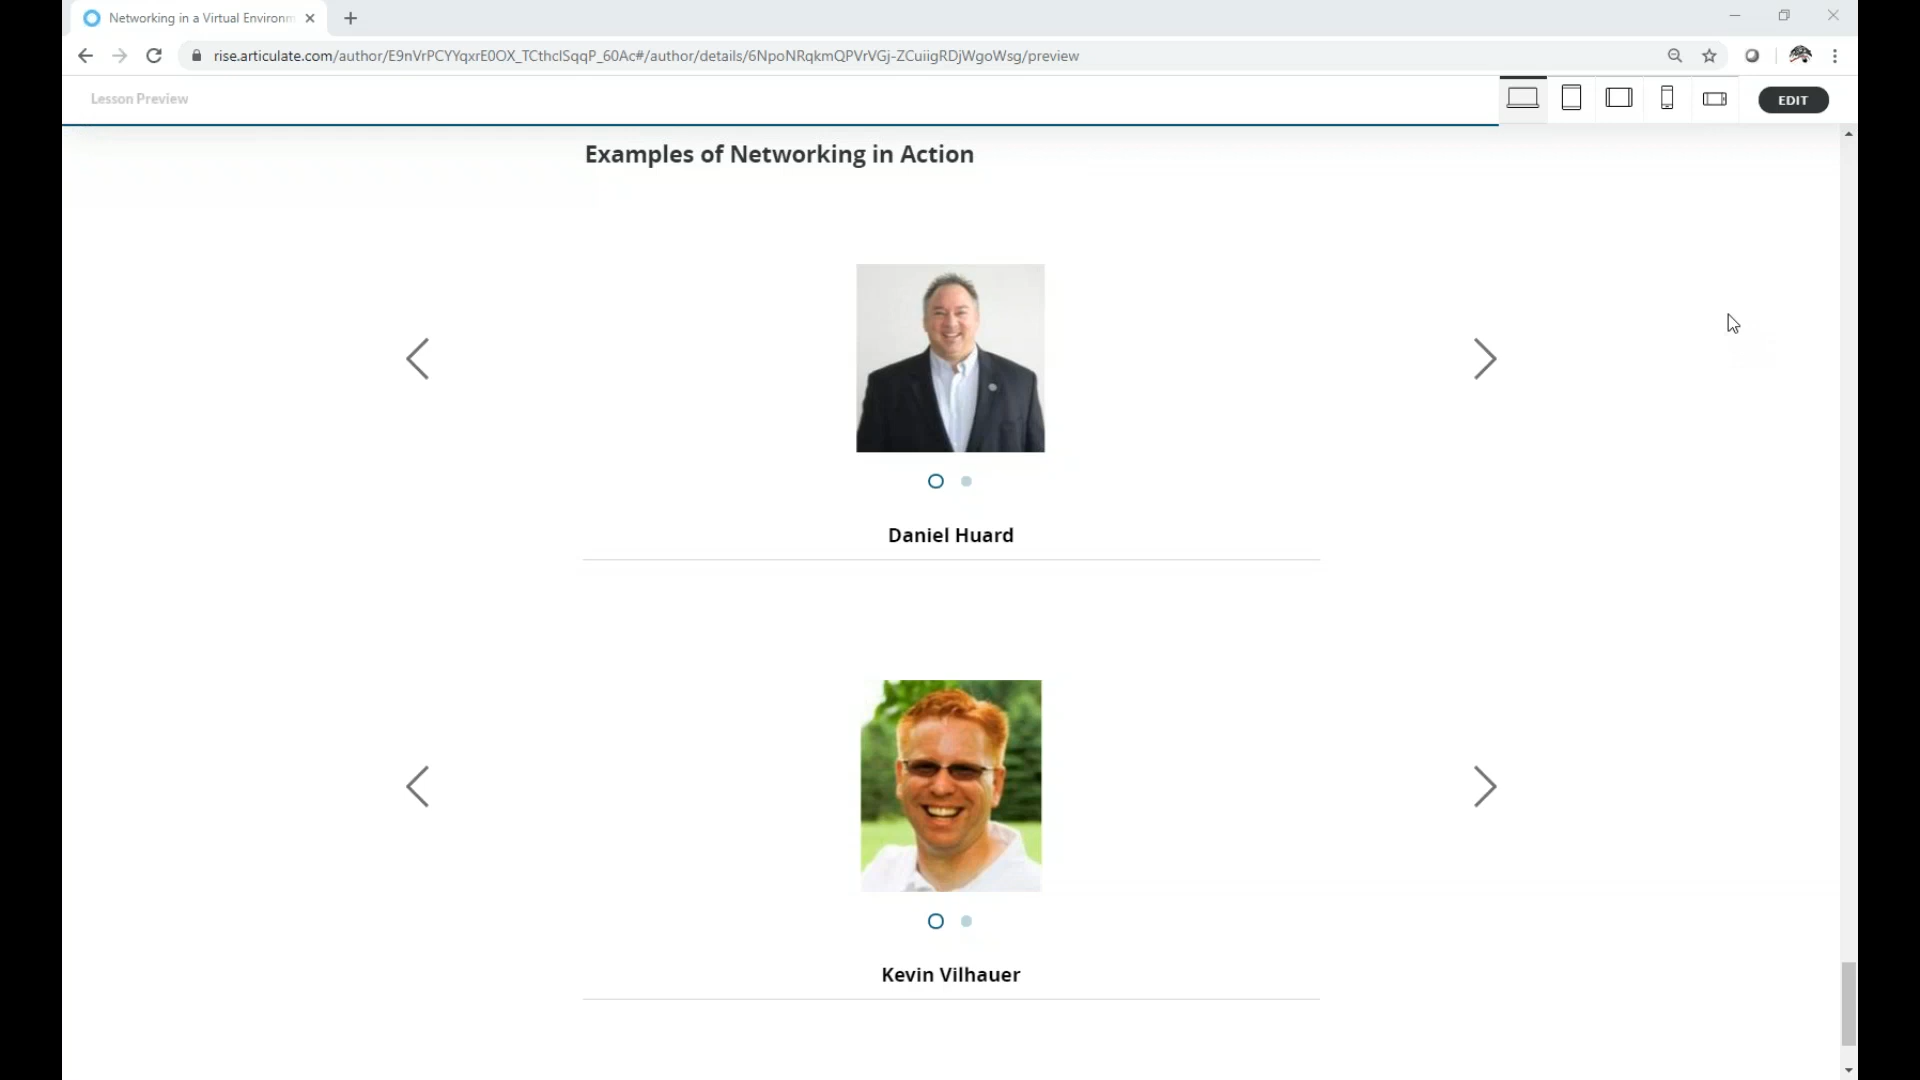 Networking in a Virtual Environm
rise.articulate.com/author/E9nVrPCYYqxrE0OX_TCthclSqqP_60Ac#/author/details/6NpoNRqkmQPVrVGj-ZCuiigRDjWgoWsg/preview
Lesson Preview
EDIT
Examples of Networking in Action
Daniel Huard
Kevin Vilhauer